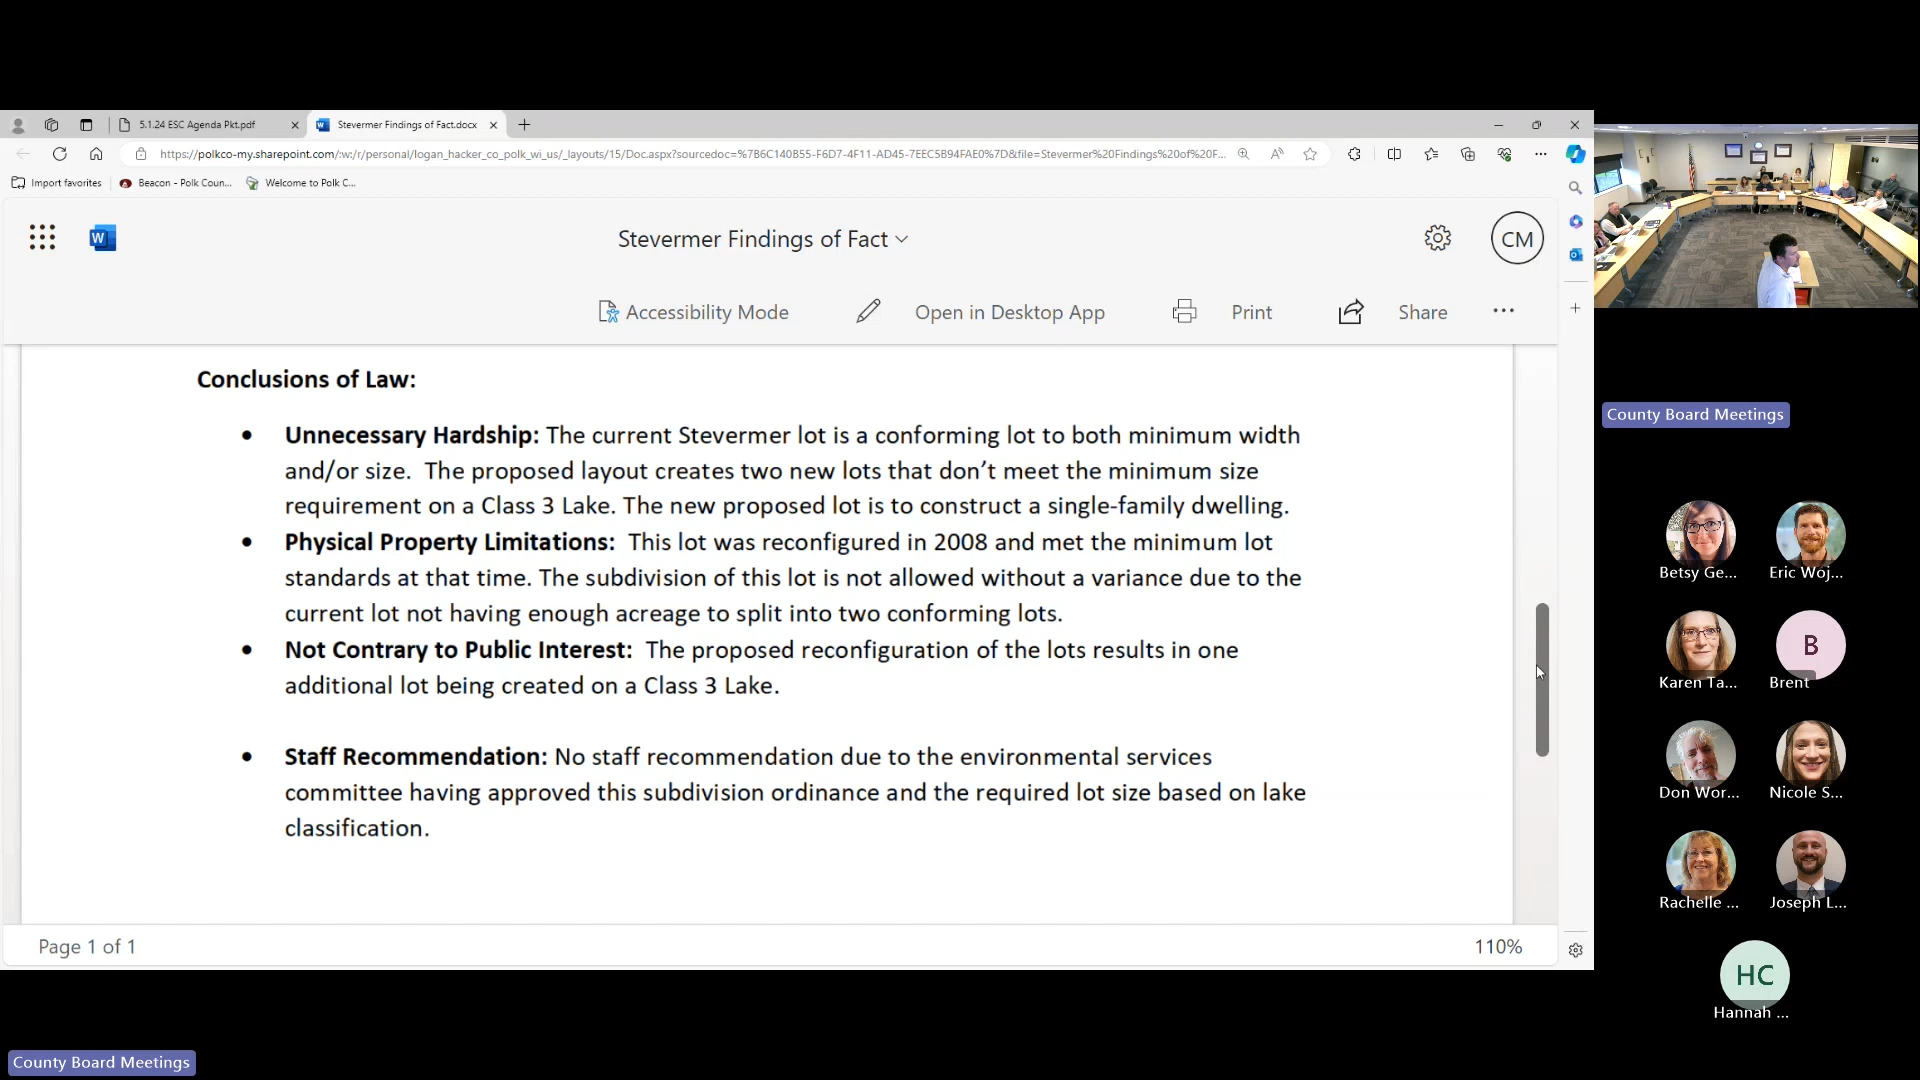 5.1.24 ESC Agenda Pkt.pdf
Stevermer Findings of Fact.docx
https://polkco-my.sharepoint.com/:w:/r/personal/logan_hacker_co_polk_wi_us/_layouts/15/Doc.aspx?sourcedoc=%7B6C140B55-F6D7-4F11-AD45-7EEC5B94FAE0%7D&file=Stevermer%20Findings%20of%20F...
Import favorites
Beacon - Polk Coun...
Welcome to Polk C...
W
Stevermer Findings of Fact
CM
Accessibility Mode
Open in Desktop App
Print
Share
Conclusions of Law:
• Unnecessary Hardship: The current Stevermer lot is a conforming lot to both minimum width
and/or size. The proposed layout creates two new lots that don't meet the minimum size
requirement on a Class 3 Lake. The new proposed lot is to construct a single-family dwelling.
• Physical Property Limitations: This lot was reconfigured in 2008 and met the minimum lot
standards at that time. The subdivision of this lot is not allowed without a variance due to the
current lot not having enough acreage to split into two conforming lots.
• Not Contrary to Public Interest: The proposed reconfiguration of the lots results in one
additional lot being created on a Class 3 Lake.
• Staff Recommendation: No staff recommendation due to the environmental services
committee having approved this subdivision ordinance and the required lot size based on lake
classification.
Page 1 of 1
110%
County Board Meetings
County Board Meetings
Betsy Ge...
Eric Woj...
Karen Ta...
B
Brent
Don Wor...
Nicole S...
Rachelle ...
Joseph L...
HC
Hannah ...